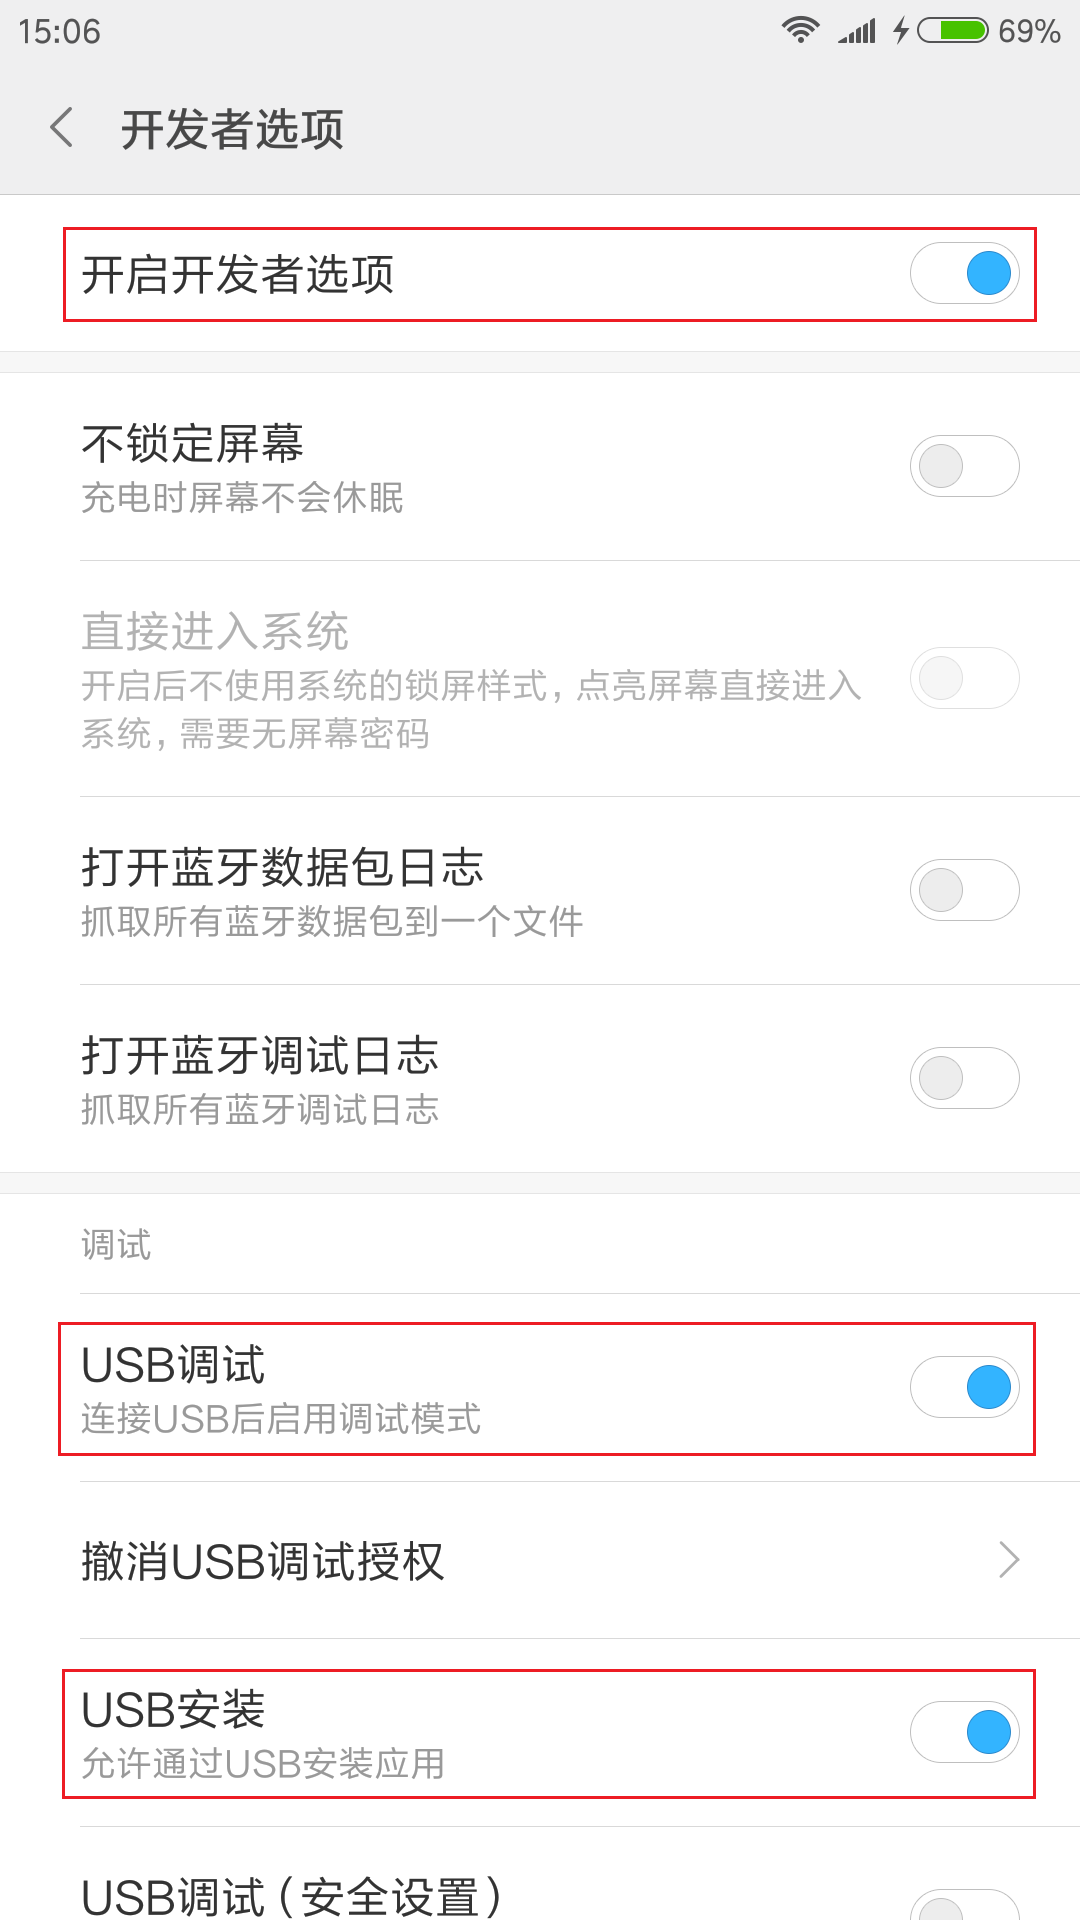 15:06
69%
开发者选项
开启开发者选项
不锁定屏幕
充电时屏幕不会休眠
直接进入系统
开启后不使用系统的锁屏样式，点亮屏幕直接进入
系统，需要无屏幕密码
打开蓝牙数据包日志
抓取所有蓝牙数据包到一个文件
打开蓝牙调试日志
抓取所有蓝牙调试日志
调试
USB调试
连接USB后启用调试模式
撤消USB调试授权
USB安装
允许通过USB安装应用
USB调试（安全设置）